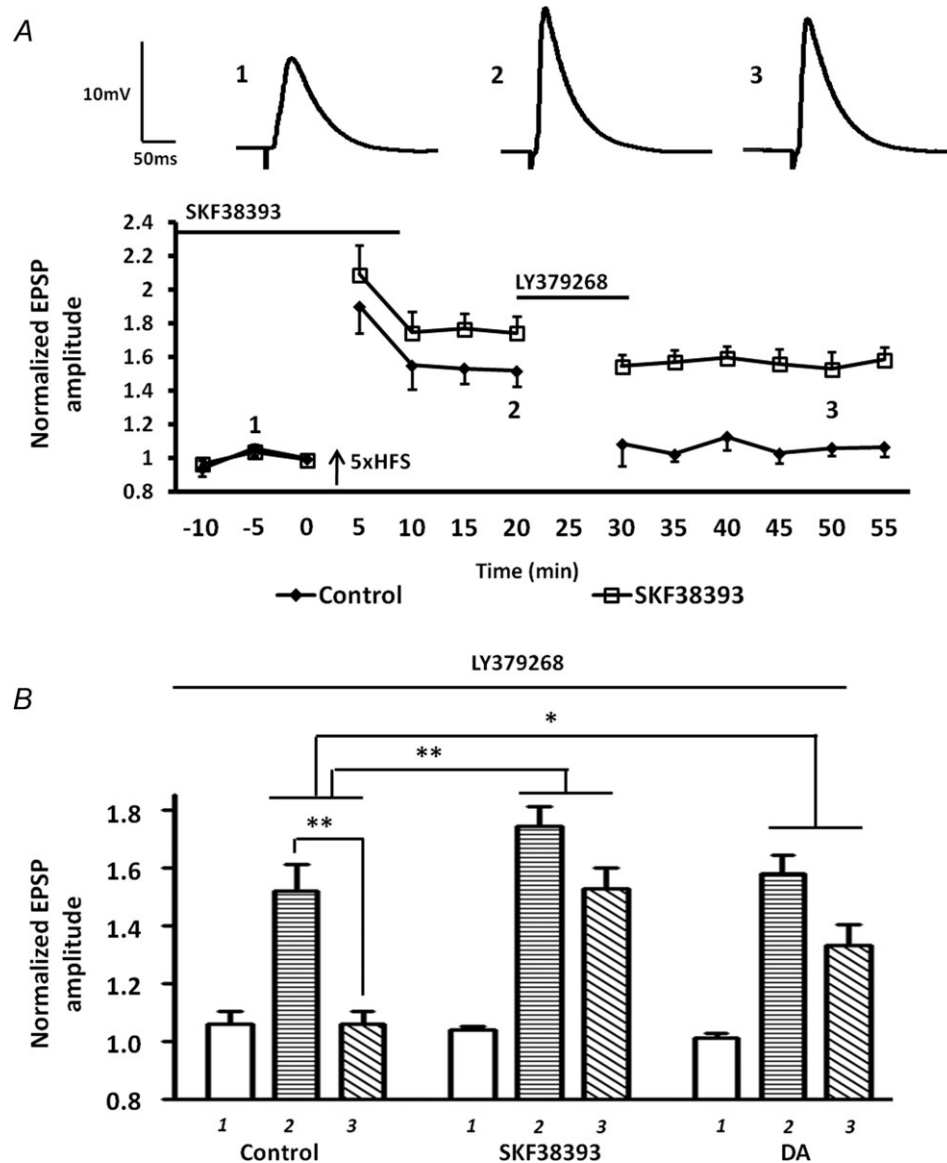 A
10mV
50ms
1 2 3
SKF38393
2.4
2.2
2
1.8
1.6
1.4
1.2
1
0.8
Normalized EPSP
amplitude
LY379268
1 2 3
5xHFS
-10 -5 0 5 10 15 20 25 30 35 40 45 50 55
Time (min)
Control SKF38393
LY379268
B
*
**
**
1.8
1.6
1.4
1.2
1.0
0.8
Normalized EPSP
amplitude
1 2 3 1 2 3 1 2 3
Control SKF38393 DA